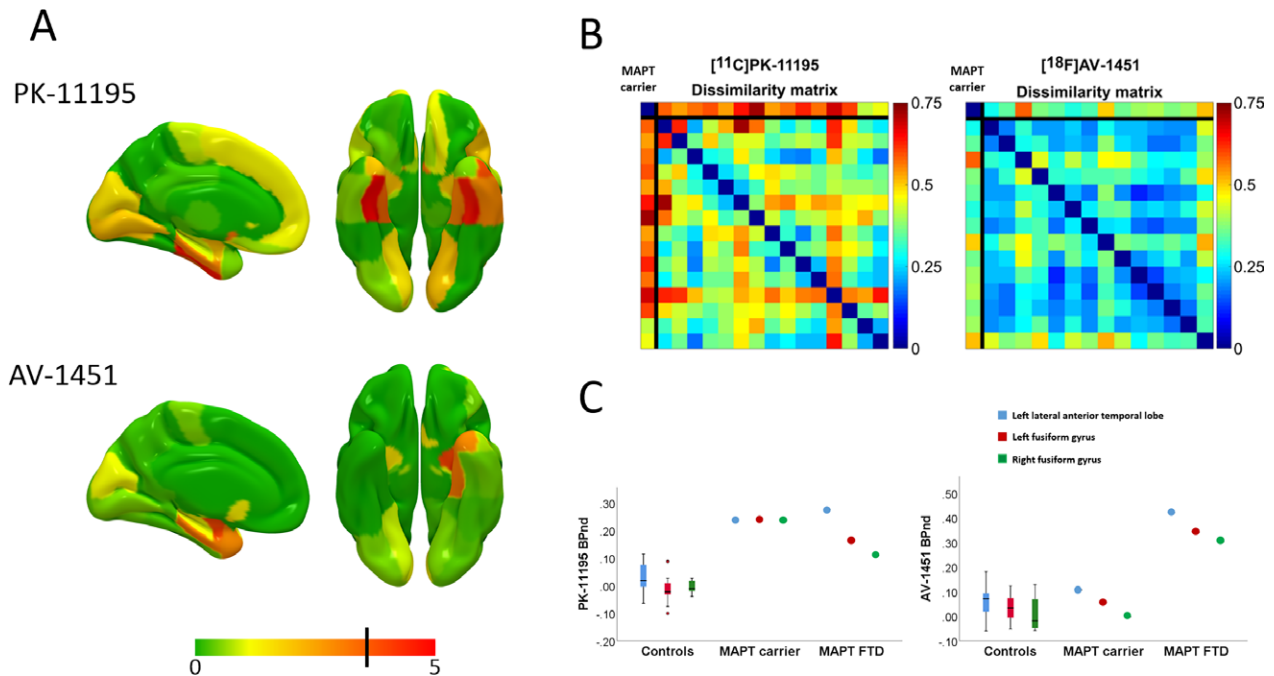 A
PK-11195
AV-1451
0
5
B
MAPT
carrier
[11C]PK-11195
Dissimilarity matrix
0.75
0.5
0.25
0
MAPT
carrier
[18F]AV-1451
Dissimilarity matrix
0.75
0.5
0.25
0
C
Left lateral anterior temporal lobe
Left fusiform gyrus
Right fusiform gyrus
PK-11195 BPnd
.30
.20
.10
.00
-.10
-.20
Controls
MAPT carrier
MAPT FTD
AV-1451 BPnd
.50
.40
.30
.20
.10
.00
-.10
Controls
MAPT carrier
MAPT FTD